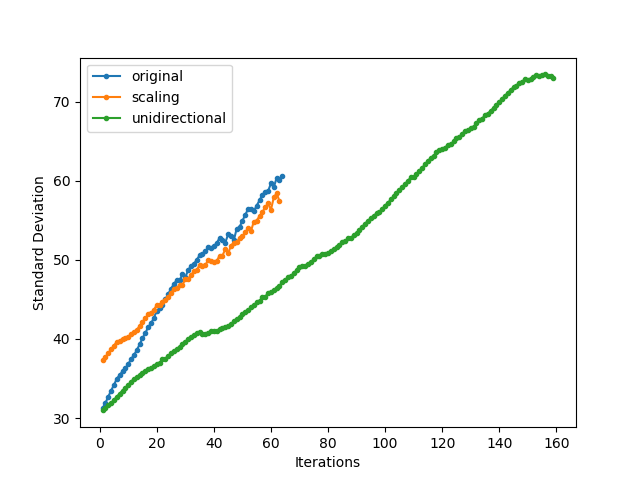 original
scaling
unidirectional
70
60
50
40
30
Standard Deviation
0 20 40 60 80 100 120 140 160
Iterations